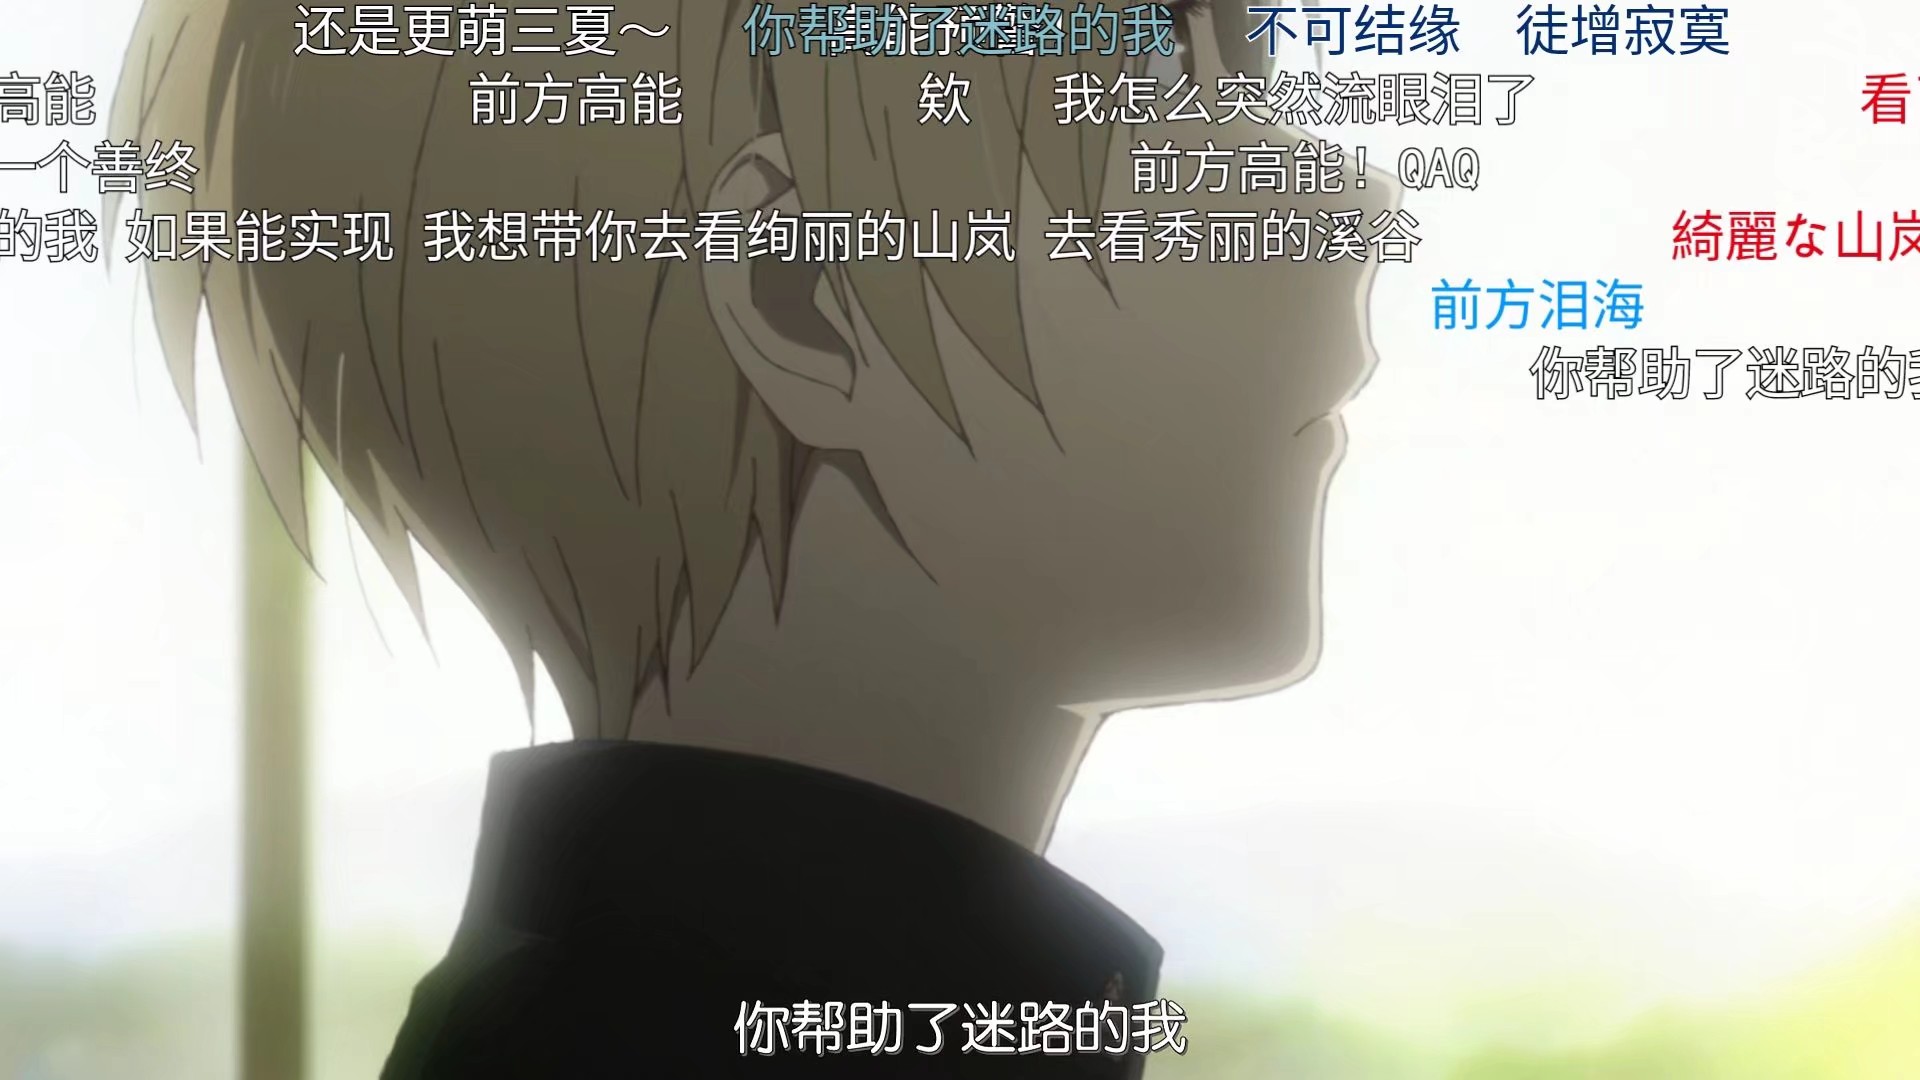 还是更萌三夏～ 你帮助了迷路的我 不可结缘 徒增寂寞
高能 前方高能 欸 我怎么突然流眼泪了 看
一个善终 前方高能！QAQ
的我 如果能实现 我想带你去看绚丽的山岚 去看秀丽的溪谷 綺麗な山岚
前方泪海
你帮助了迷路的我
你帮助了迷路的我